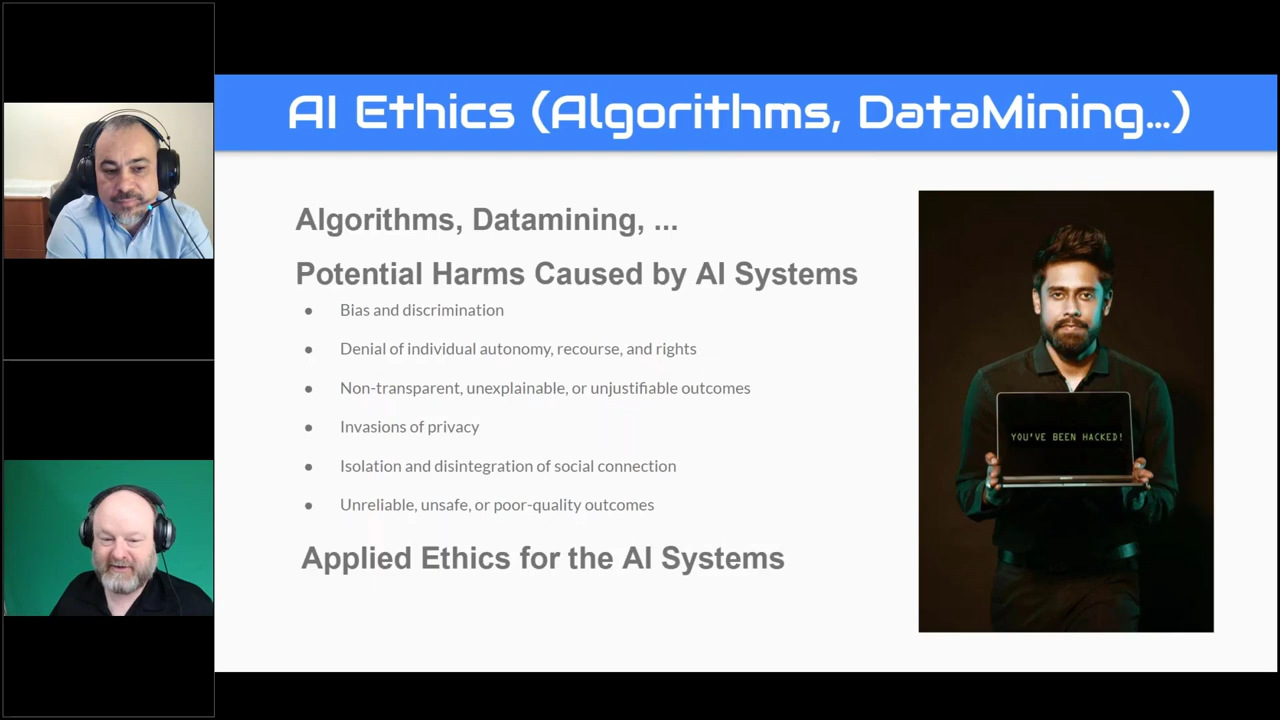 AI Ethics (Algorithms, DataMining...)
Algorithms, Datamining, ...
Potential Harms Caused by AI Systems
● Bias and discrimination
● Denial of individual autonomy, recourse, and rights
● Non-transparent, unexplainable, or unjustifiable outcomes
● Invasions of privacy
● Isolation and disintegration of social connection
● Unreliable, unsafe, or poor-quality outcomes
Applied Ethics for the AI Systems
YOU'VE BEEN HACKED!